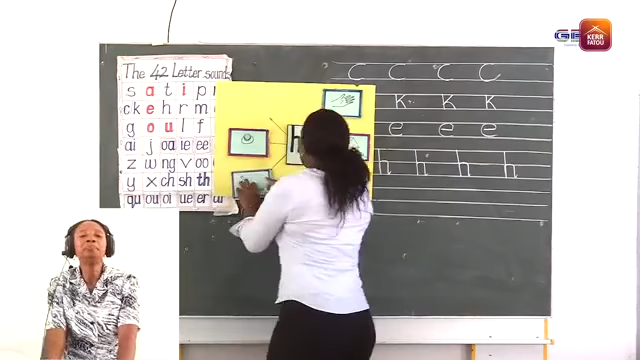 The 42 Letter sounds
s a t i p
ck e h r m
g o u l f
ai j oa ie ee
z w ng v oo
y x ch sh th
qu ou oi ue er ar
h
c c c c
k k k
e e e
h h h h
KERR
FATOU